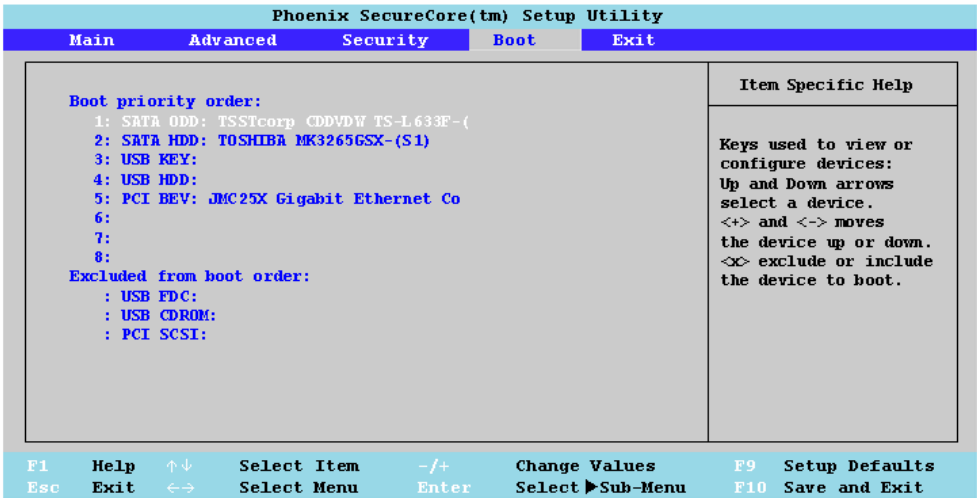 Phoenix SecureCore(tm) Setup Utility
Main Advanced Security Boot Exit
Boot priority order:
1: SATA ODD: TSSTcorp CDDVDW TS-L633F-(
2: SATA HDD: TOSHIBA MK3265GSX-(S1)
3: USB KEY:
4: USB HDD:
5: PCI BEV: JMC25X Gigabit Ethernet Co
6:
7:
8:
Excluded from boot order:
: USB FDC:
: USB CDROM:
: PCI SCSI:
Item Specific Help
Keys used to view or
configure devices:
Up and Down arrows
select a device.
<+> and <-> moves
the device up or down.
<x> exclude or include
the device to boot.
F1 Help ↑↓ Select Item -/+ Change Values F9 Setup Defaults
Esc Exit ←→ Select Menu Enter Select ▶Sub-Menu F10 Save and Exit